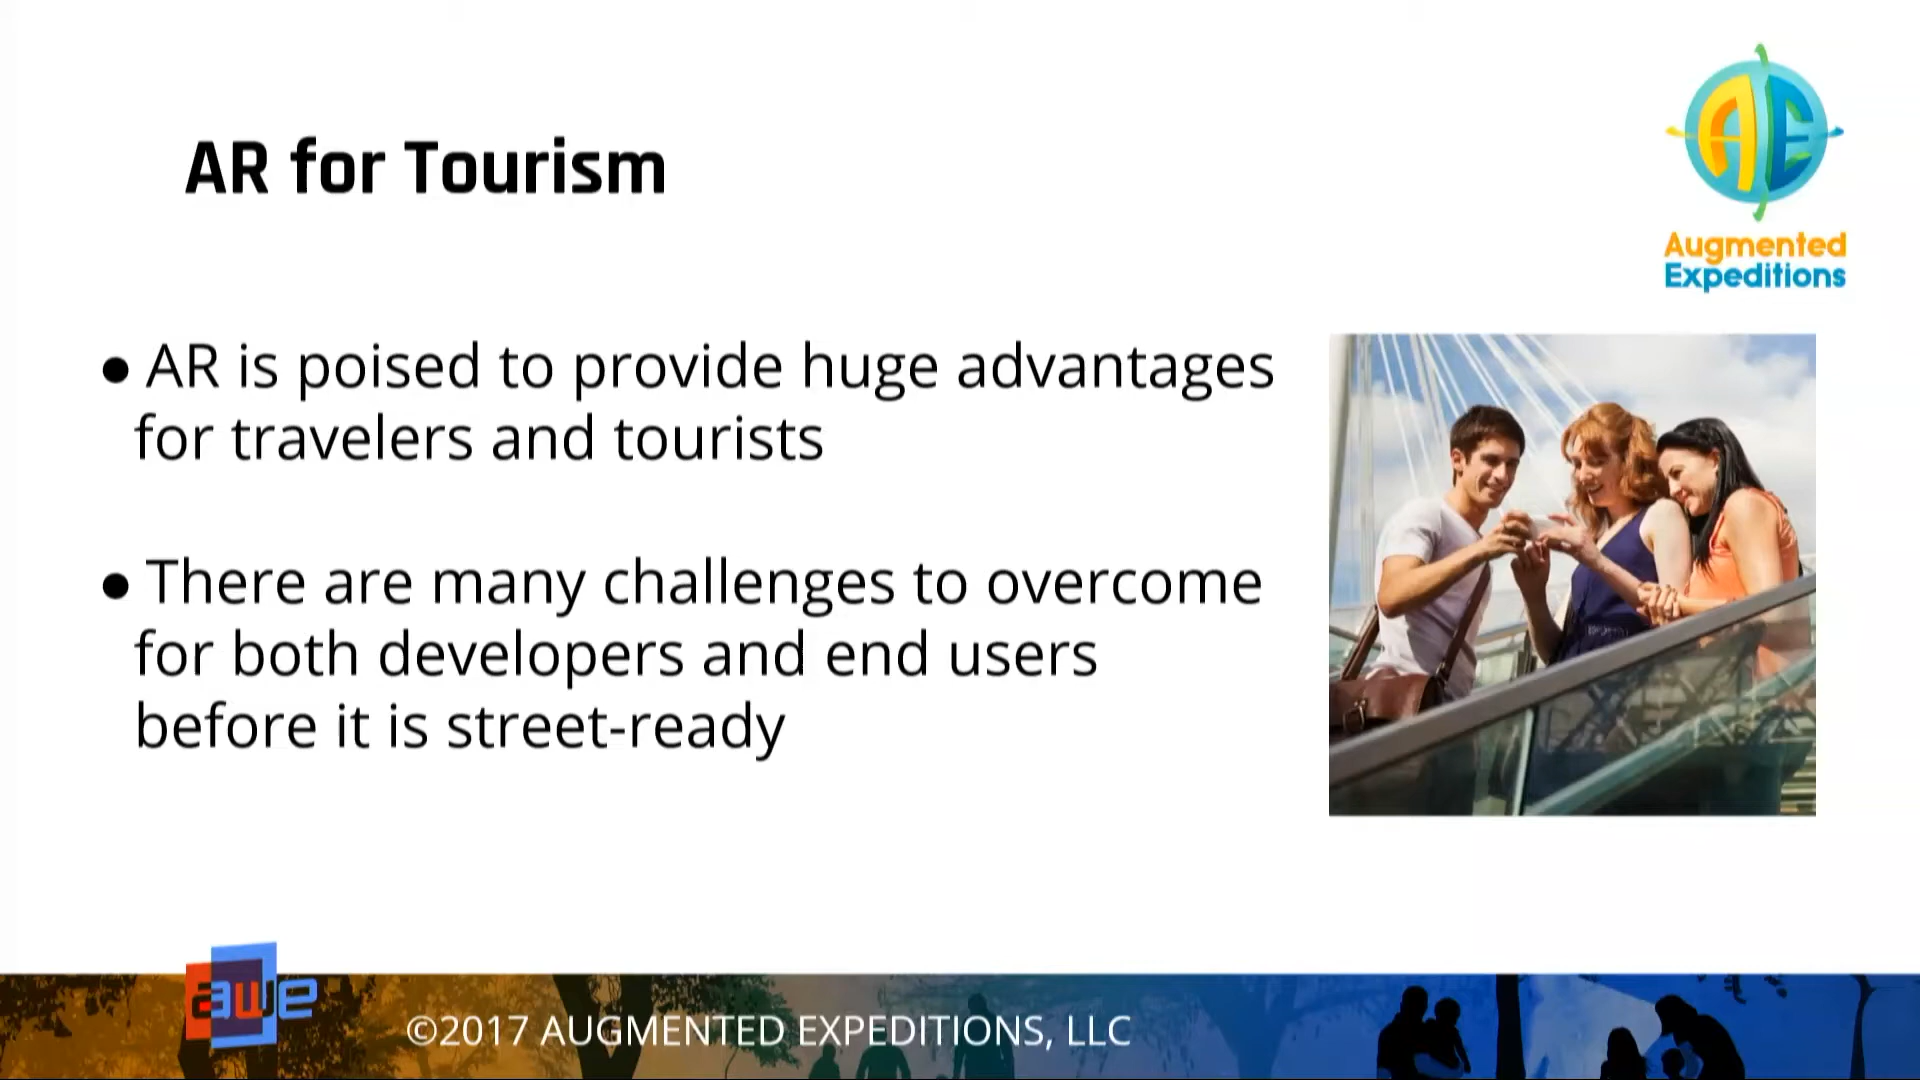 AR for Tourism
AE
Augmented
Expeditions
● AR is poised to provide huge advantages
for travelers and tourists
● There are many challenges to overcome
for both developers and end users
before it is street-ready
awe
©2017 AUGMENTED EXPEDITIONS, LLC